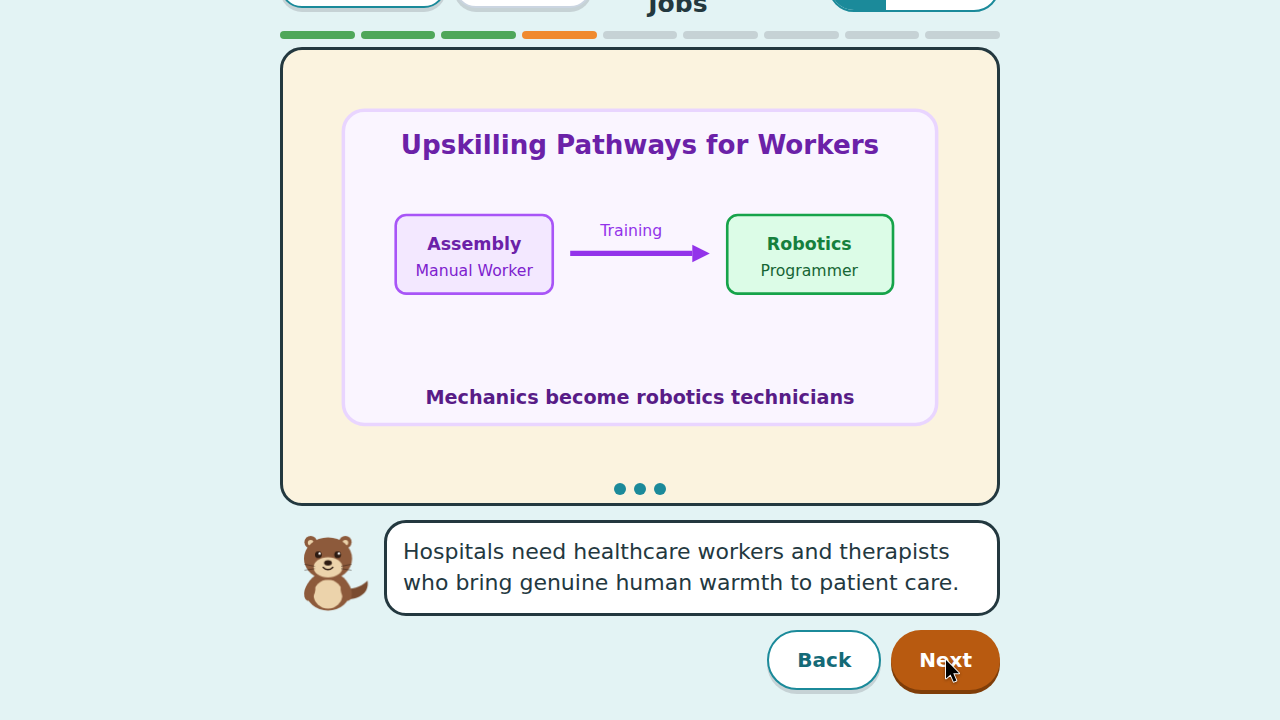 Jobs
Upskilling Pathways for Workers
Assembly
Manual Worker
Training
Robotics
Programmer
Mechanics become robotics technicians
Hospitals need healthcare workers and therapists
who bring genuine human warmth to patient care.
Back
Next